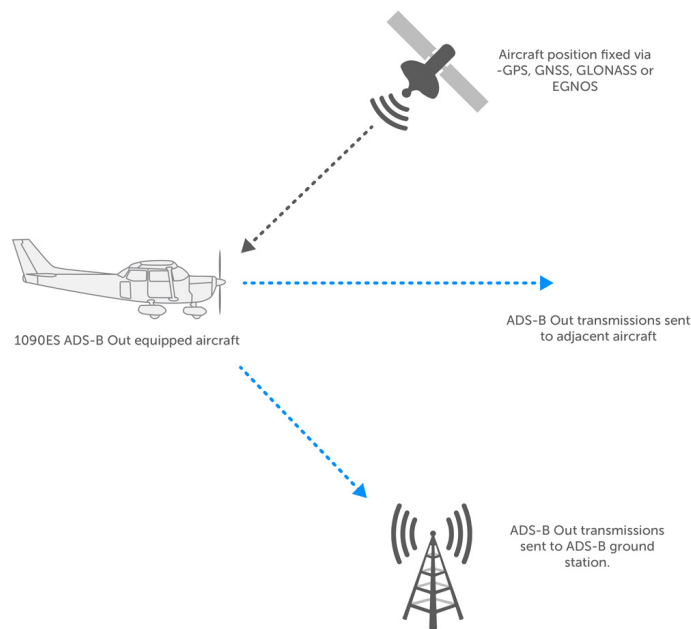 Aircraft position fixed via
-GPS, GNSS, GLONASS or
EGNOS
1090ES ADS-B Out equipped aircraft
ADS-B Out transmissions sent
to adjacent aircraft
ADS-B Out transmissions
sent to ADS-B ground
station.